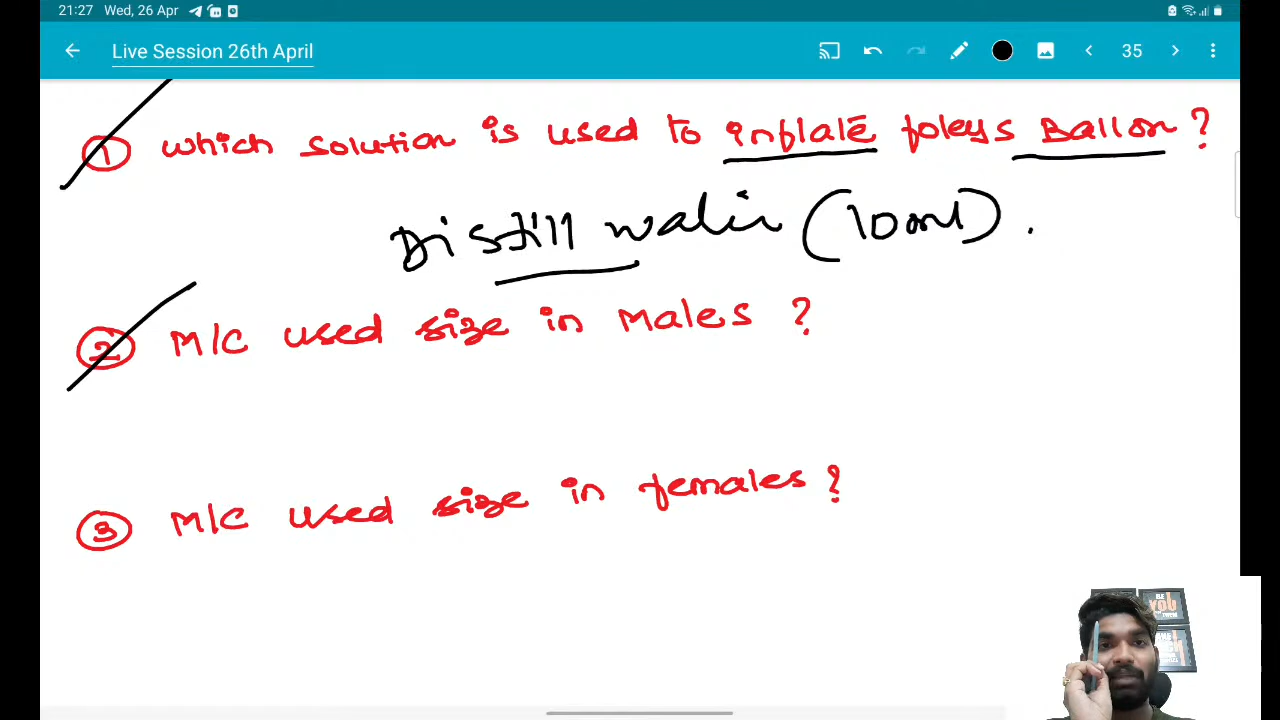 21:27 Wed, 26 Apr
Live Session 26th April
35
① which solution is used to inflate foleys Ballon ?
Distill water (10ml).
② M/C used size in Males ?
③ M/C used size in females ?